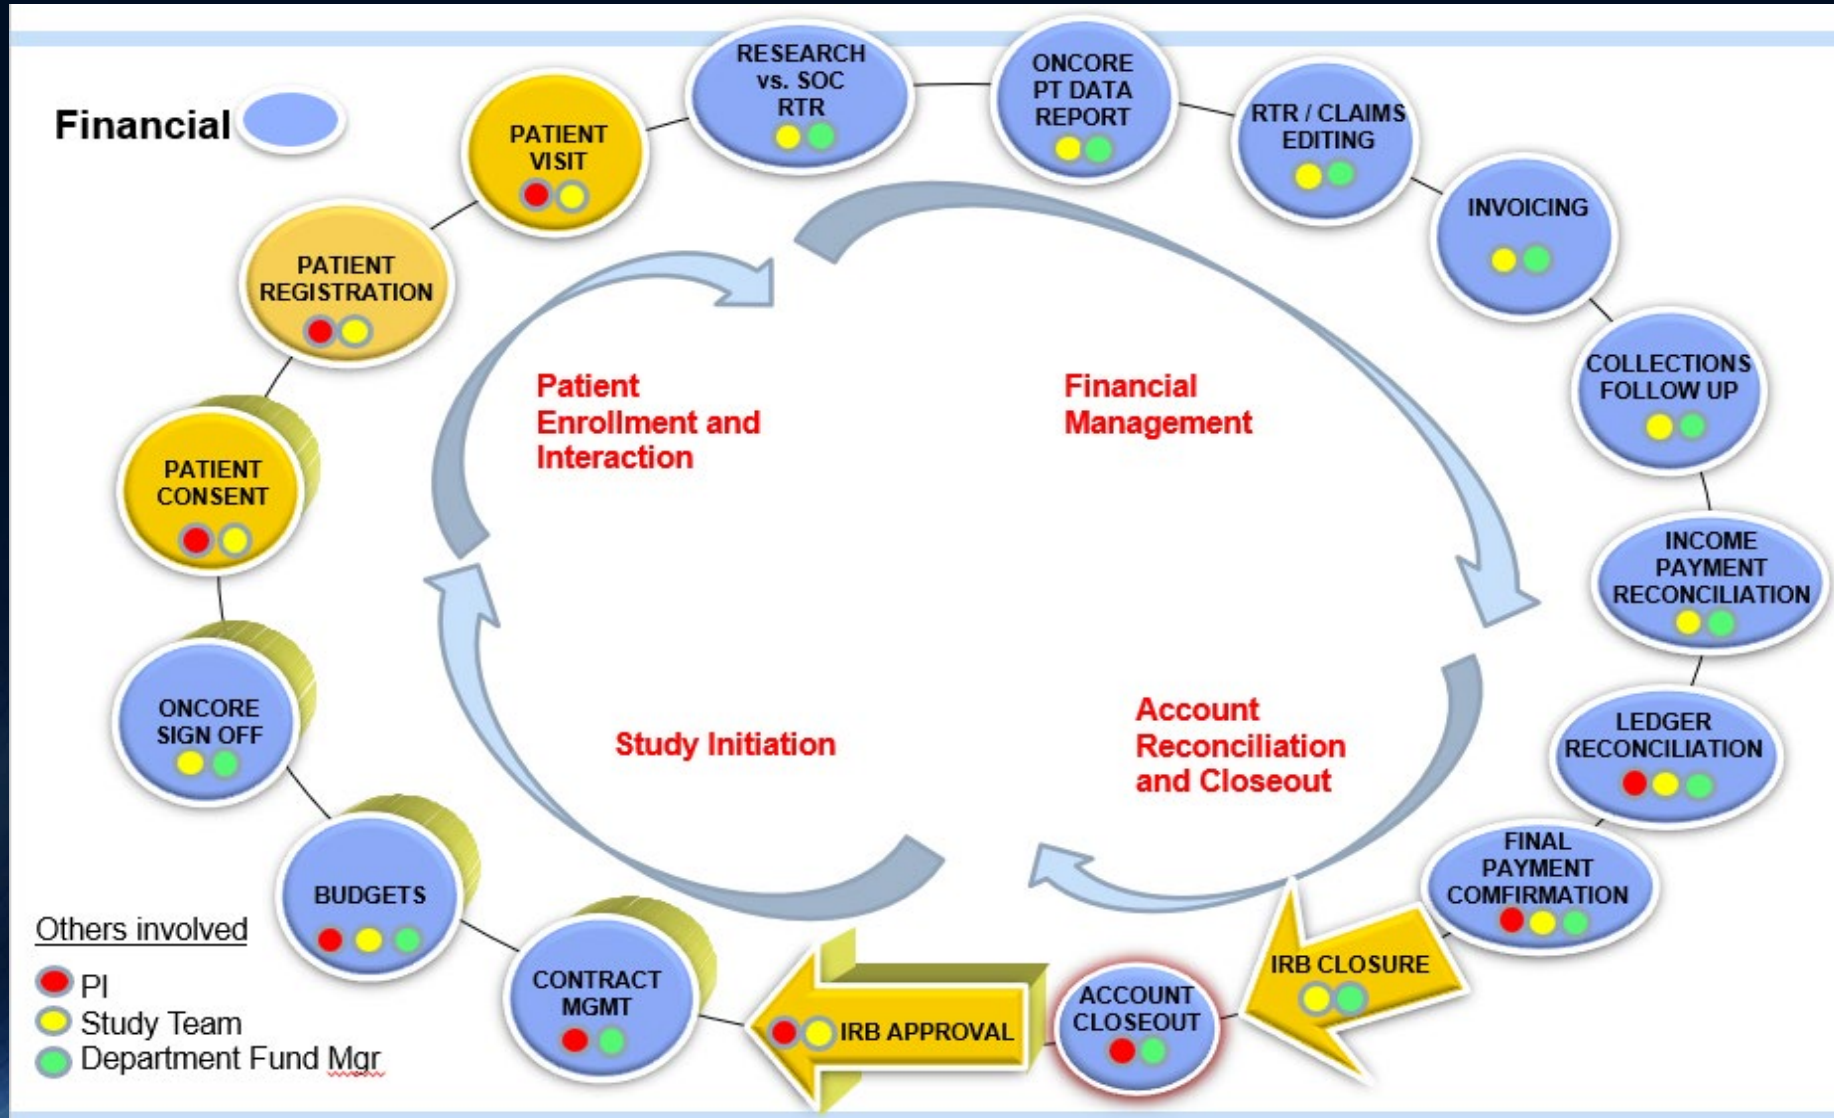 Financial
RESEARCH
vs. SOC
RTR
ONCORE
PT DATA
REPORT
RTR / CLAIMS
EDITING
INVOICING
COLLECTIONS
FOLLOW UP
INCOME
PAYMENT
RECONCILIATION
LEDGER
RECONCILIATION
FINAL
PAYMENT
COMFIRMATION
IRB CLOSURE
ACCOUNT
CLOSEOUT
IRB APPROVAL
CONTRACT
MGMT
BUDGETS
ONCORE
SIGN OFF
PATIENT
CONSENT
PATIENT
REGISTRATION
PATIENT
VISIT
Patient
Enrollment and
Interaction
Financial
Management
Study Initiation
Account
Reconciliation
and Closeout
Others involved
PI
Study Team
Department Fund Mgr